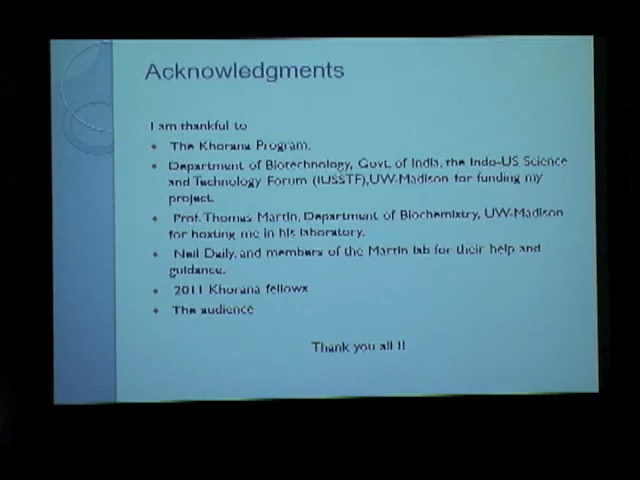 Acknowledgments
I am thankful to
The Khorana Program.
Department of Biotechnology, Govt. of India, the Indo-US Science
and Technology Forum (IUSSTF),UW-Madison for funding my
project.
Prof. Thomas Martin, Department of Biochemistry, UW-Madison
for hosting me in his laboratory.
Neil Daily, and members of the Martin lab for their help and
guidance.
2011 Khorana fellows
The audience
Thank you all !!